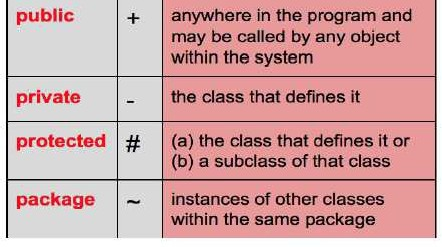 public + anywhere in the program and
may be called by any object
within the system
private - the class that defines it
protected # (a) the class that defines it or
(b) a subclass of that class
package ~ instances of other classes
within the same package